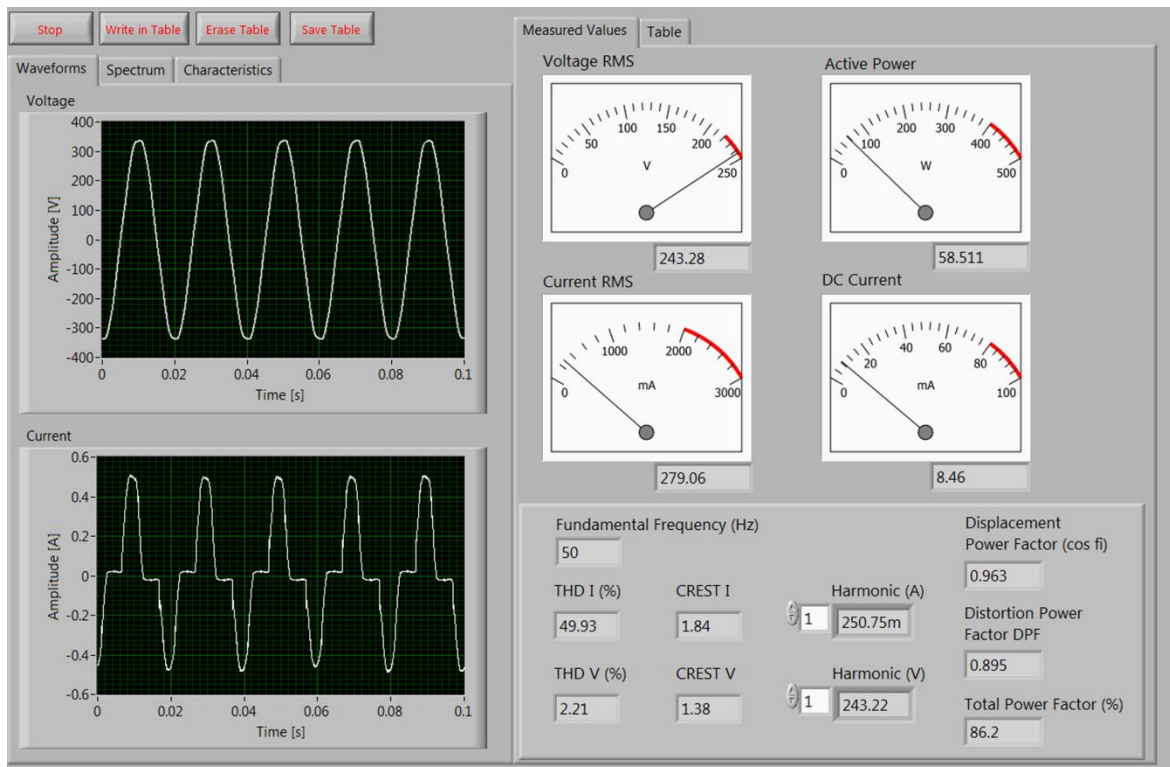 Stop
Write in Table
Erase Table
Save Table
Waveforms
Spectrum
Characteristics
Voltage
400
300
200
100
0
-100
-200
-300
-400
Amplitude [V]
0 0.02 0.04 0.06 0.08 0.1
Time [s]
Current
0.6
0.4
0.2
0
-0.2
-0.4
-0.6
Amplitude [A]
0 0.02 0.04 0.06 0.08 0.1
Time [s]
Measured Values
Table
Voltage RMS
0 50 100 150 200 250
V
243.28
Active Power
0 100 200 300 400 500
W
58.511
Current RMS
0 1000 2000 3000
mA
279.06
DC Current
0 20 40 60 80 100
mA
8.46
Fundamental Frequency (Hz)
50
THD I (%)
49.93
CREST I
1.84
Harmonic (A)
1 250.75m
THD V (%)
2.21
CREST V
1.38
Harmonic (V)
1 243.22
Displacement
Power Factor (cos fi)
0.963
Distortion Power
Factor DPF
0.895
Total Power Factor (%)
86.2